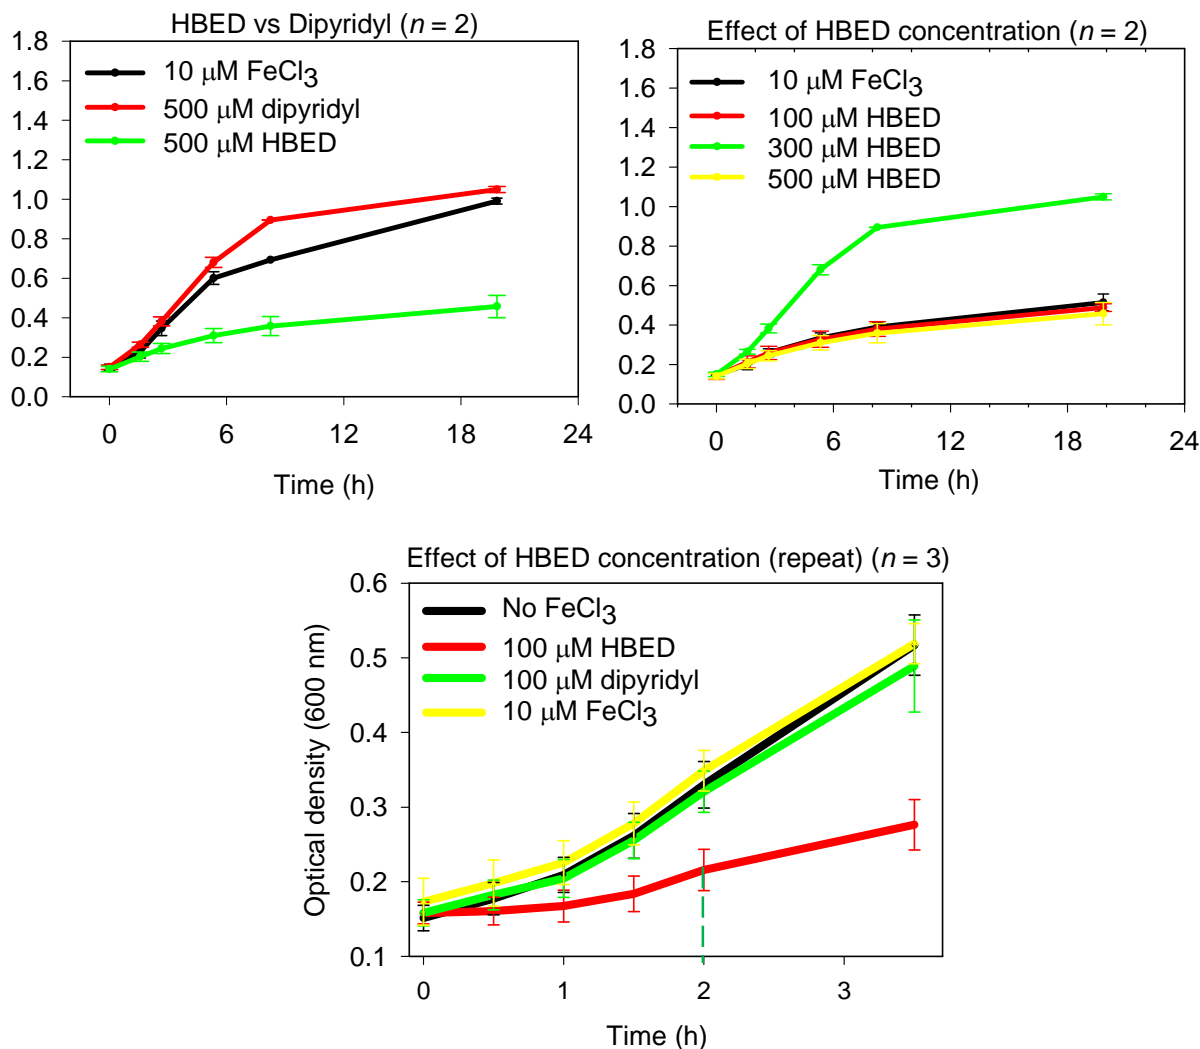 HBED vs Dipyridyl (n = 2)
1.8
1.6
1.4
1.2
1.0
0.8
0.6
0.4
0.2
0.0
10 μM FeCl3
500 μM dipyridyl
500 μM HBED
0 6 12 18 24
Time (h)
Effect of HBED concentration (n = 2)
1.8
1.6
1.4
1.2
1.0
0.8
0.6
0.4
0.2
0.0
10 μM FeCl3
100 μM HBED
300 μM HBED
500 μM HBED
0 6 12 18 24
Time (h)
Effect of HBED concentration (repeat) (n = 3)
Optical density (600 nm)
0.6
0.5
0.4
0.3
0.2
0.1
No FeCl3
100 μM HBED
100 μM dipyridyl
10 μM FeCl3
0 1 2 3
Time (h)